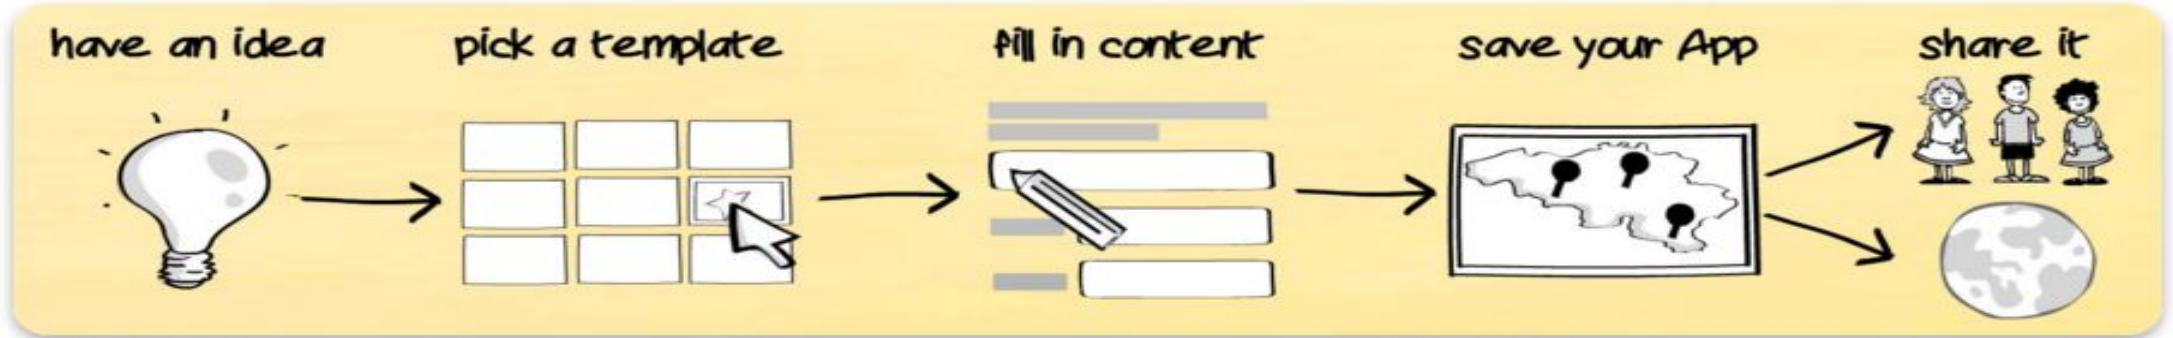 have an idea
pick a template
fill in content
save your App
share it